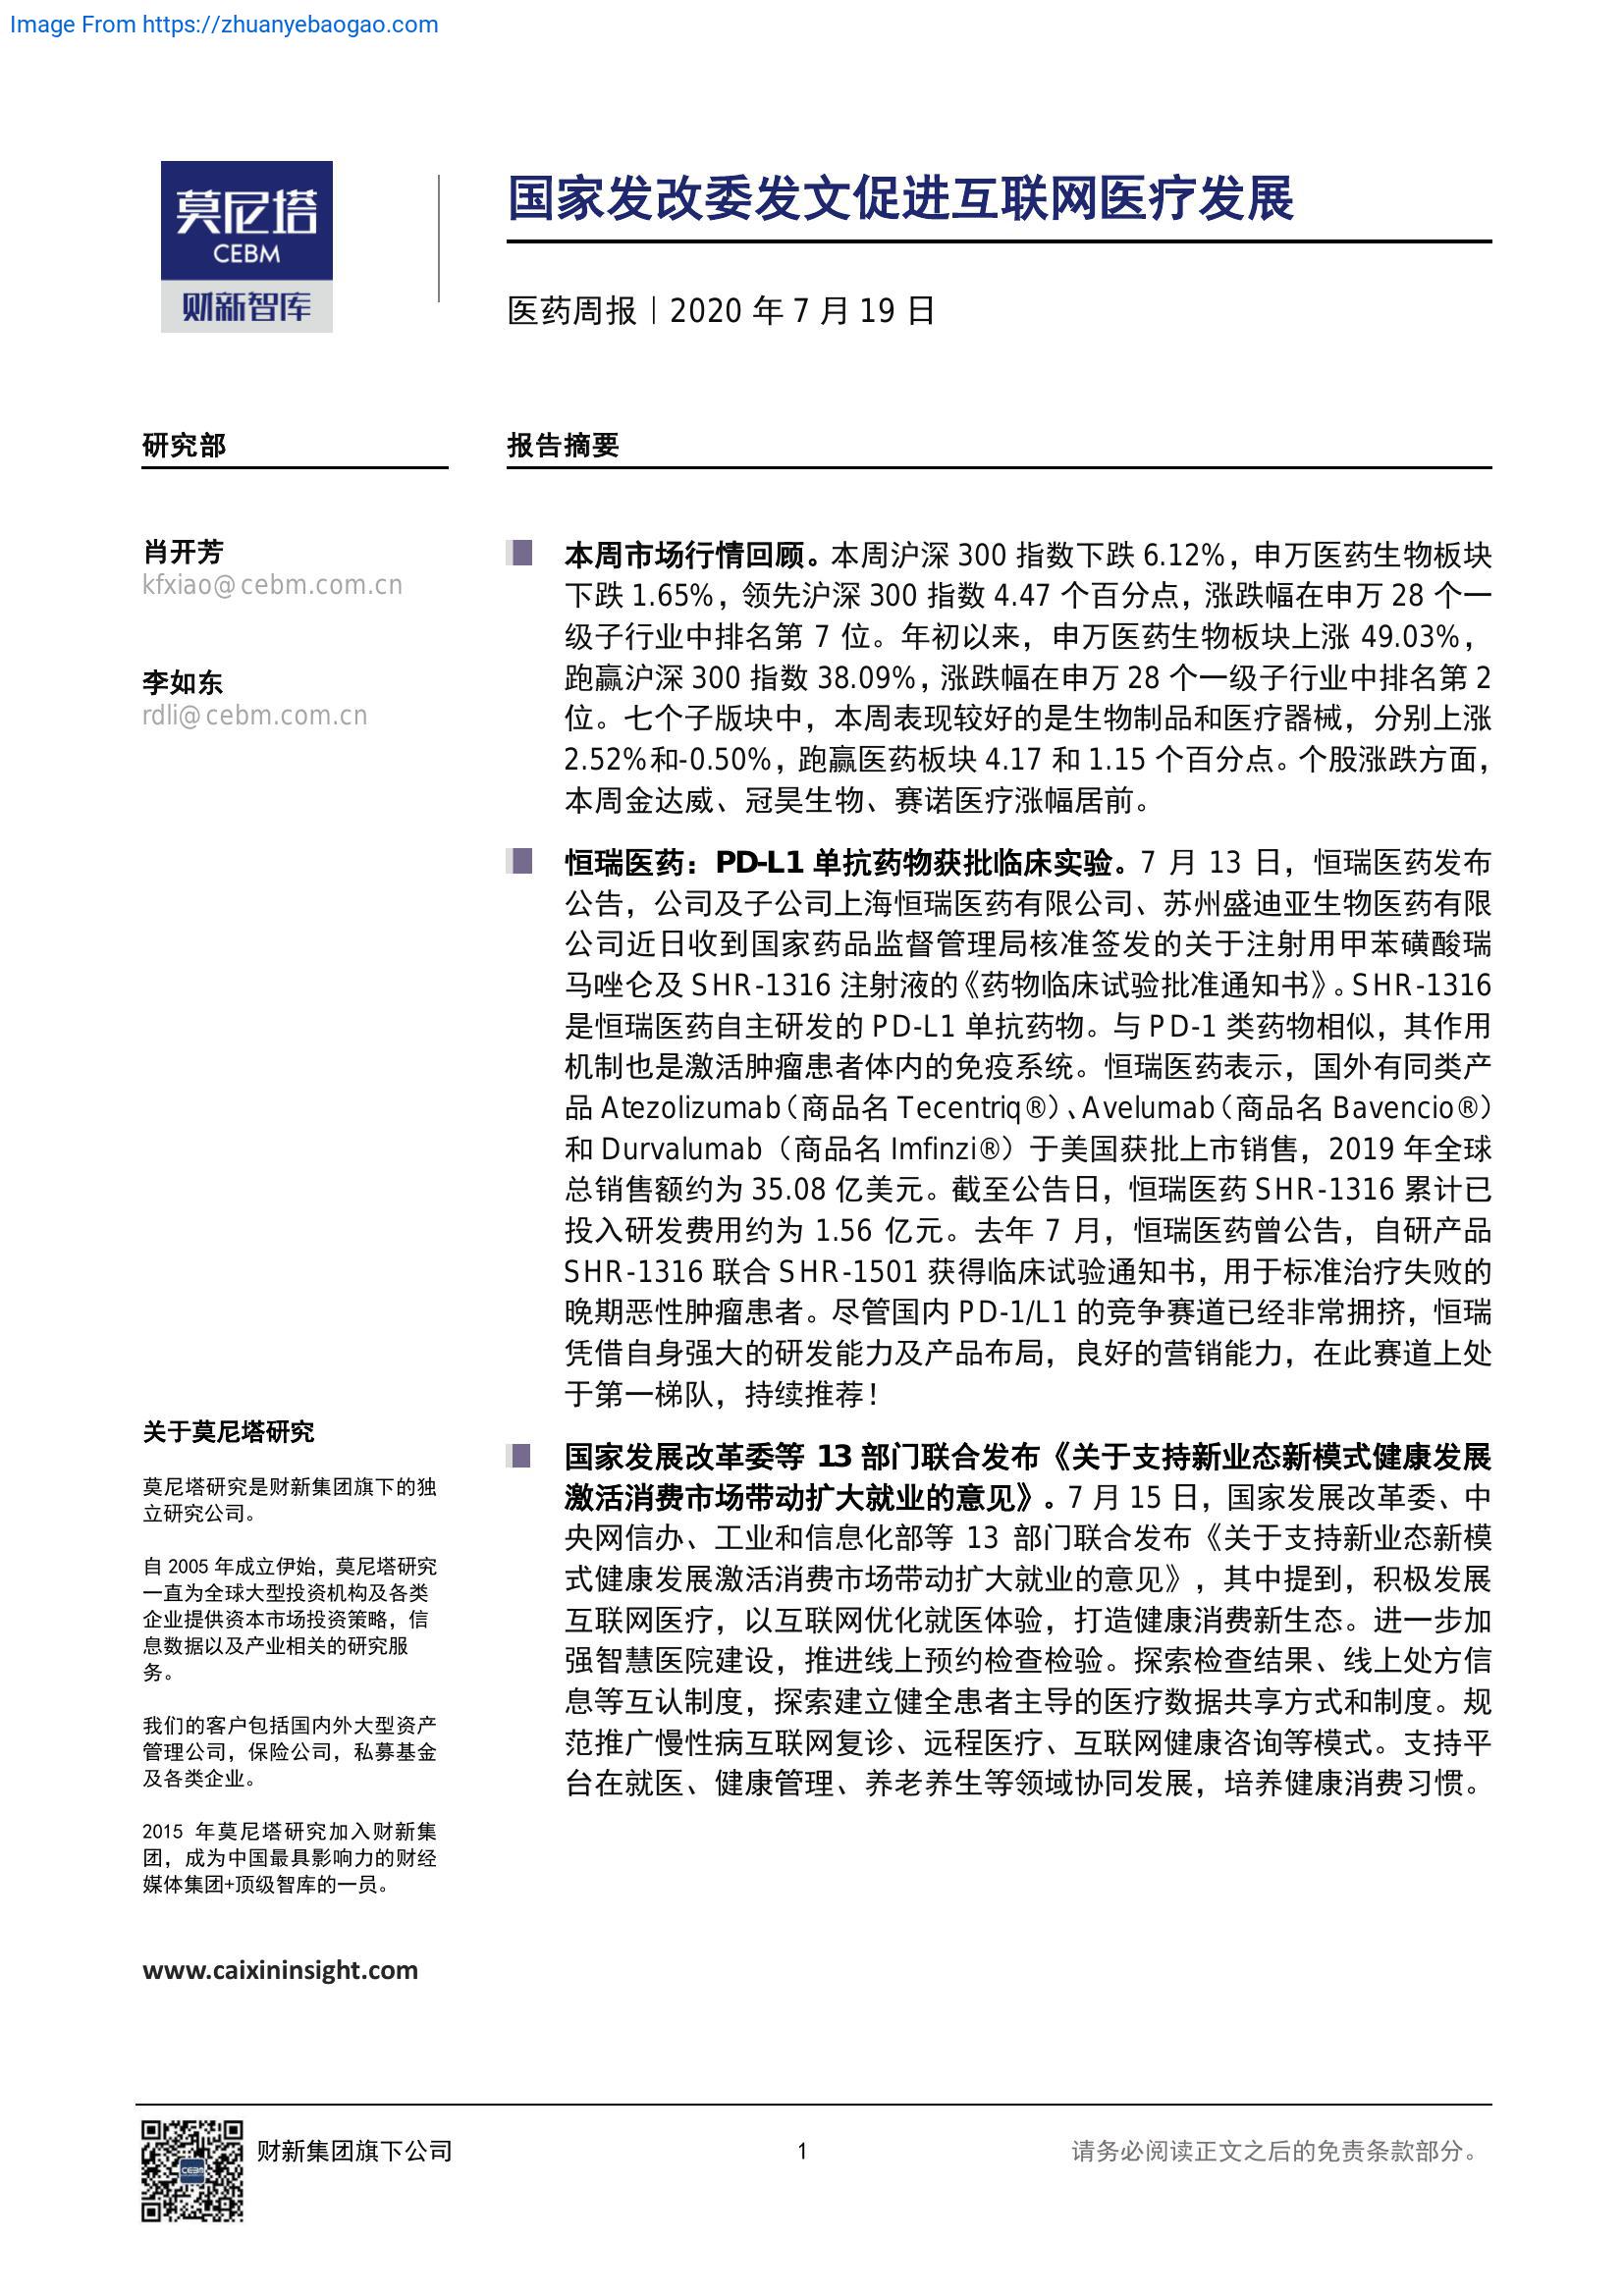 Image From https://zhuanyebaogao.com
莫尼塔
CEBM
财新智库
国家发改委发文促进互联网医疗发展
医药周报 | 2020 年 7 月 19 日
研究部
肖开芳
kfxiao@cebm.com.cn
李如东
rdli@cebm.com.cn
关于莫尼塔研究
莫尼塔研究是财新集团旗下的独
立研究公司。
自 2005 年成立伊始，莫尼塔研究
一直为全球大型投资机构及各类
企业提供资本市场投资策略，信
息数据以及产业相关的研究服
务。
我们的客户包括国内外大型资产
管理公司，保险公司，私募基金
及各类企业。
2015 年莫尼塔研究加入财新集
团，成为中国最具影响力的财经
媒体集团+顶级智库的一员。
www.caixininsight.com
报告摘要
本周市场行情回顾。本周沪深 300 指数下跌 6.12%，申万医药生物板块
下跌 1.65%，领先沪深 300 指数 4.47 个百分点，涨跌幅在申万 28 个一
级子行业中排名第 7 位。年初以来，申万医药生物板块上涨 49.03%，
跑赢沪深 300 指数 38.09%，涨跌幅在申万 28 个一级子行业中排名第 2
位。七个子版块中，本周表现较好的是生物制品和医疗器械，分别上涨
2.52%和-0.50%，跑赢医药板块 4.17 和 1.15 个百分点。个股涨跌方面，
本周金达威、冠昊生物、赛诺医疗涨幅居前。
恒瑞医药：PD-L1 单抗药物获批临床实验。7 月 13 日，恒瑞医药发布
公告，公司及子公司上海恒瑞医药有限公司、苏州盛迪亚生物医药有限
公司近日收到国家药品监督管理局核准签发的关于注射用甲苯磺酸瑞
马唑仑及 SHR-1316 注射液的《药物临床试验批准通知书》。SHR-1316
是恒瑞医药自主研发的 PD-L1 单抗药物。与 PD-1 类药物相似，其作用
机制也是激活肿瘤患者体内的免疫系统。恒瑞医药表示，国外有同类产
品 Atezolizumab（商品名 Tecentriq®）、Avelumab（商品名 Bavencio®）
和 Durvalumab（商品名 Imfinzi®）于美国获批上市销售，2019 年全球
总销售额约为 35.08 亿美元。截至公告日，恒瑞医药 SHR-1316 累计已
投入研发费用约为 1.56 亿元。去年 7 月，恒瑞医药曾公告，自研产品
SHR-1316 联合 SHR-1501 获得临床试验通知书，用于标准治疗失败的
晚期恶性肿瘤患者。尽管国内 PD-1/L1 的竞争赛道已经非常拥挤，恒瑞
凭借自身强大的研发能力及产品布局，良好的营销能力，在此赛道上处
于第一梯队，持续推荐！
国家发展改革委等 13 部门联合发布《关于支持新业态新模式健康发展
激活消费市场带动扩大就业的意见》。7 月 15 日，国家发展改革委、中
央网信办、工业和信息化部等 13 部门联合发布《关于支持新业态新模
式健康发展激活消费市场带动扩大就业的意见》，其中提到，积极发展
互联网医疗，以互联网优化就医体验，打造健康消费新生态。进一步加
强智慧医院建设，推进线上预约检查检验。探索检查结果、线上处方信
息等互认制度，探索建立健全患者主导的医疗数据共享方式和制度。规
范推广慢性病互联网复诊、远程医疗、互联网健康咨询等模式。支持平
台在就医、健康管理、养老养生等领域协同发展，培养健康消费习惯。
CEBM
财新集团旗下公司
1
请务必阅读正文之后的免责条款部分。